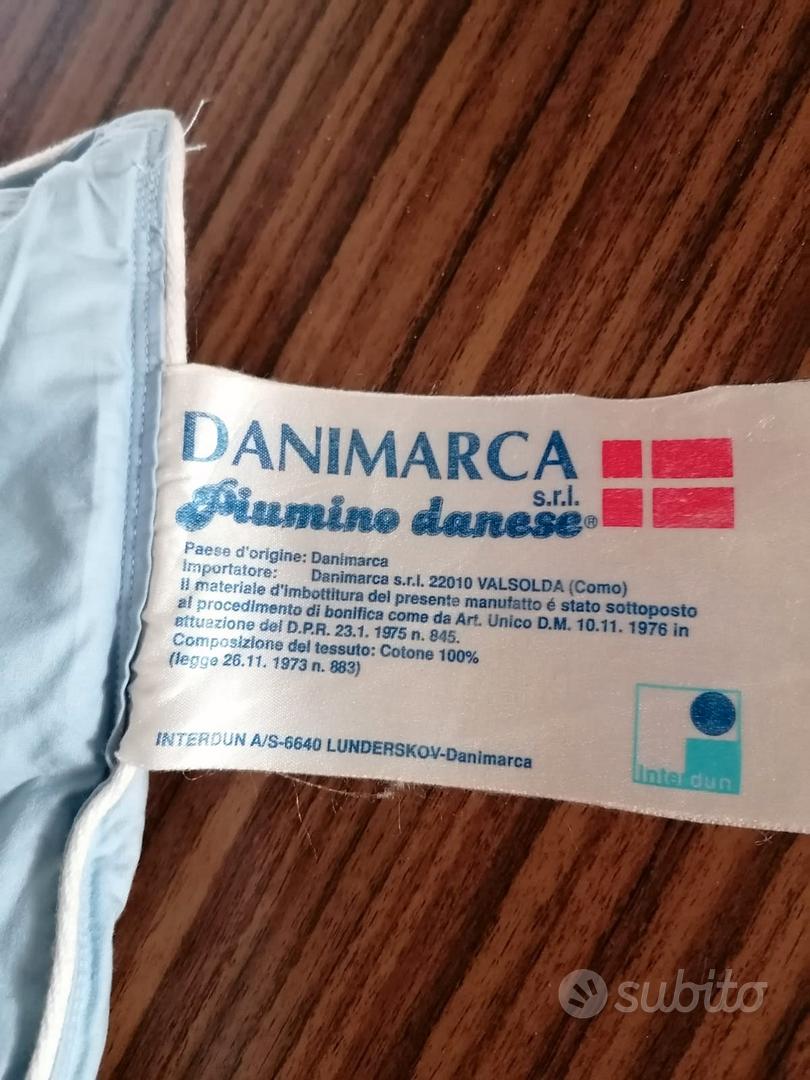 DANIMARCA
s.r.l.
Piumino danese®
Paese d'origine: Danimarca
Importatore: Danimarca s.r.l. 22010 VALSOLDA (Como)
Il materiale d'imbottitura del presente manufatto é stato sottoposto
al procedimento di bonifica come da Art. Unico D.M. 10.11. 1976 in
attuazione del D.P.R. 23.1. 1975 n. 845.
Composizione del tessuto: Cotone 100%
(legge 26.11. 1973 n. 883)
INTERDUN A/S-6640 LUNDERSKOV-Danimarca
Inter dun
subito